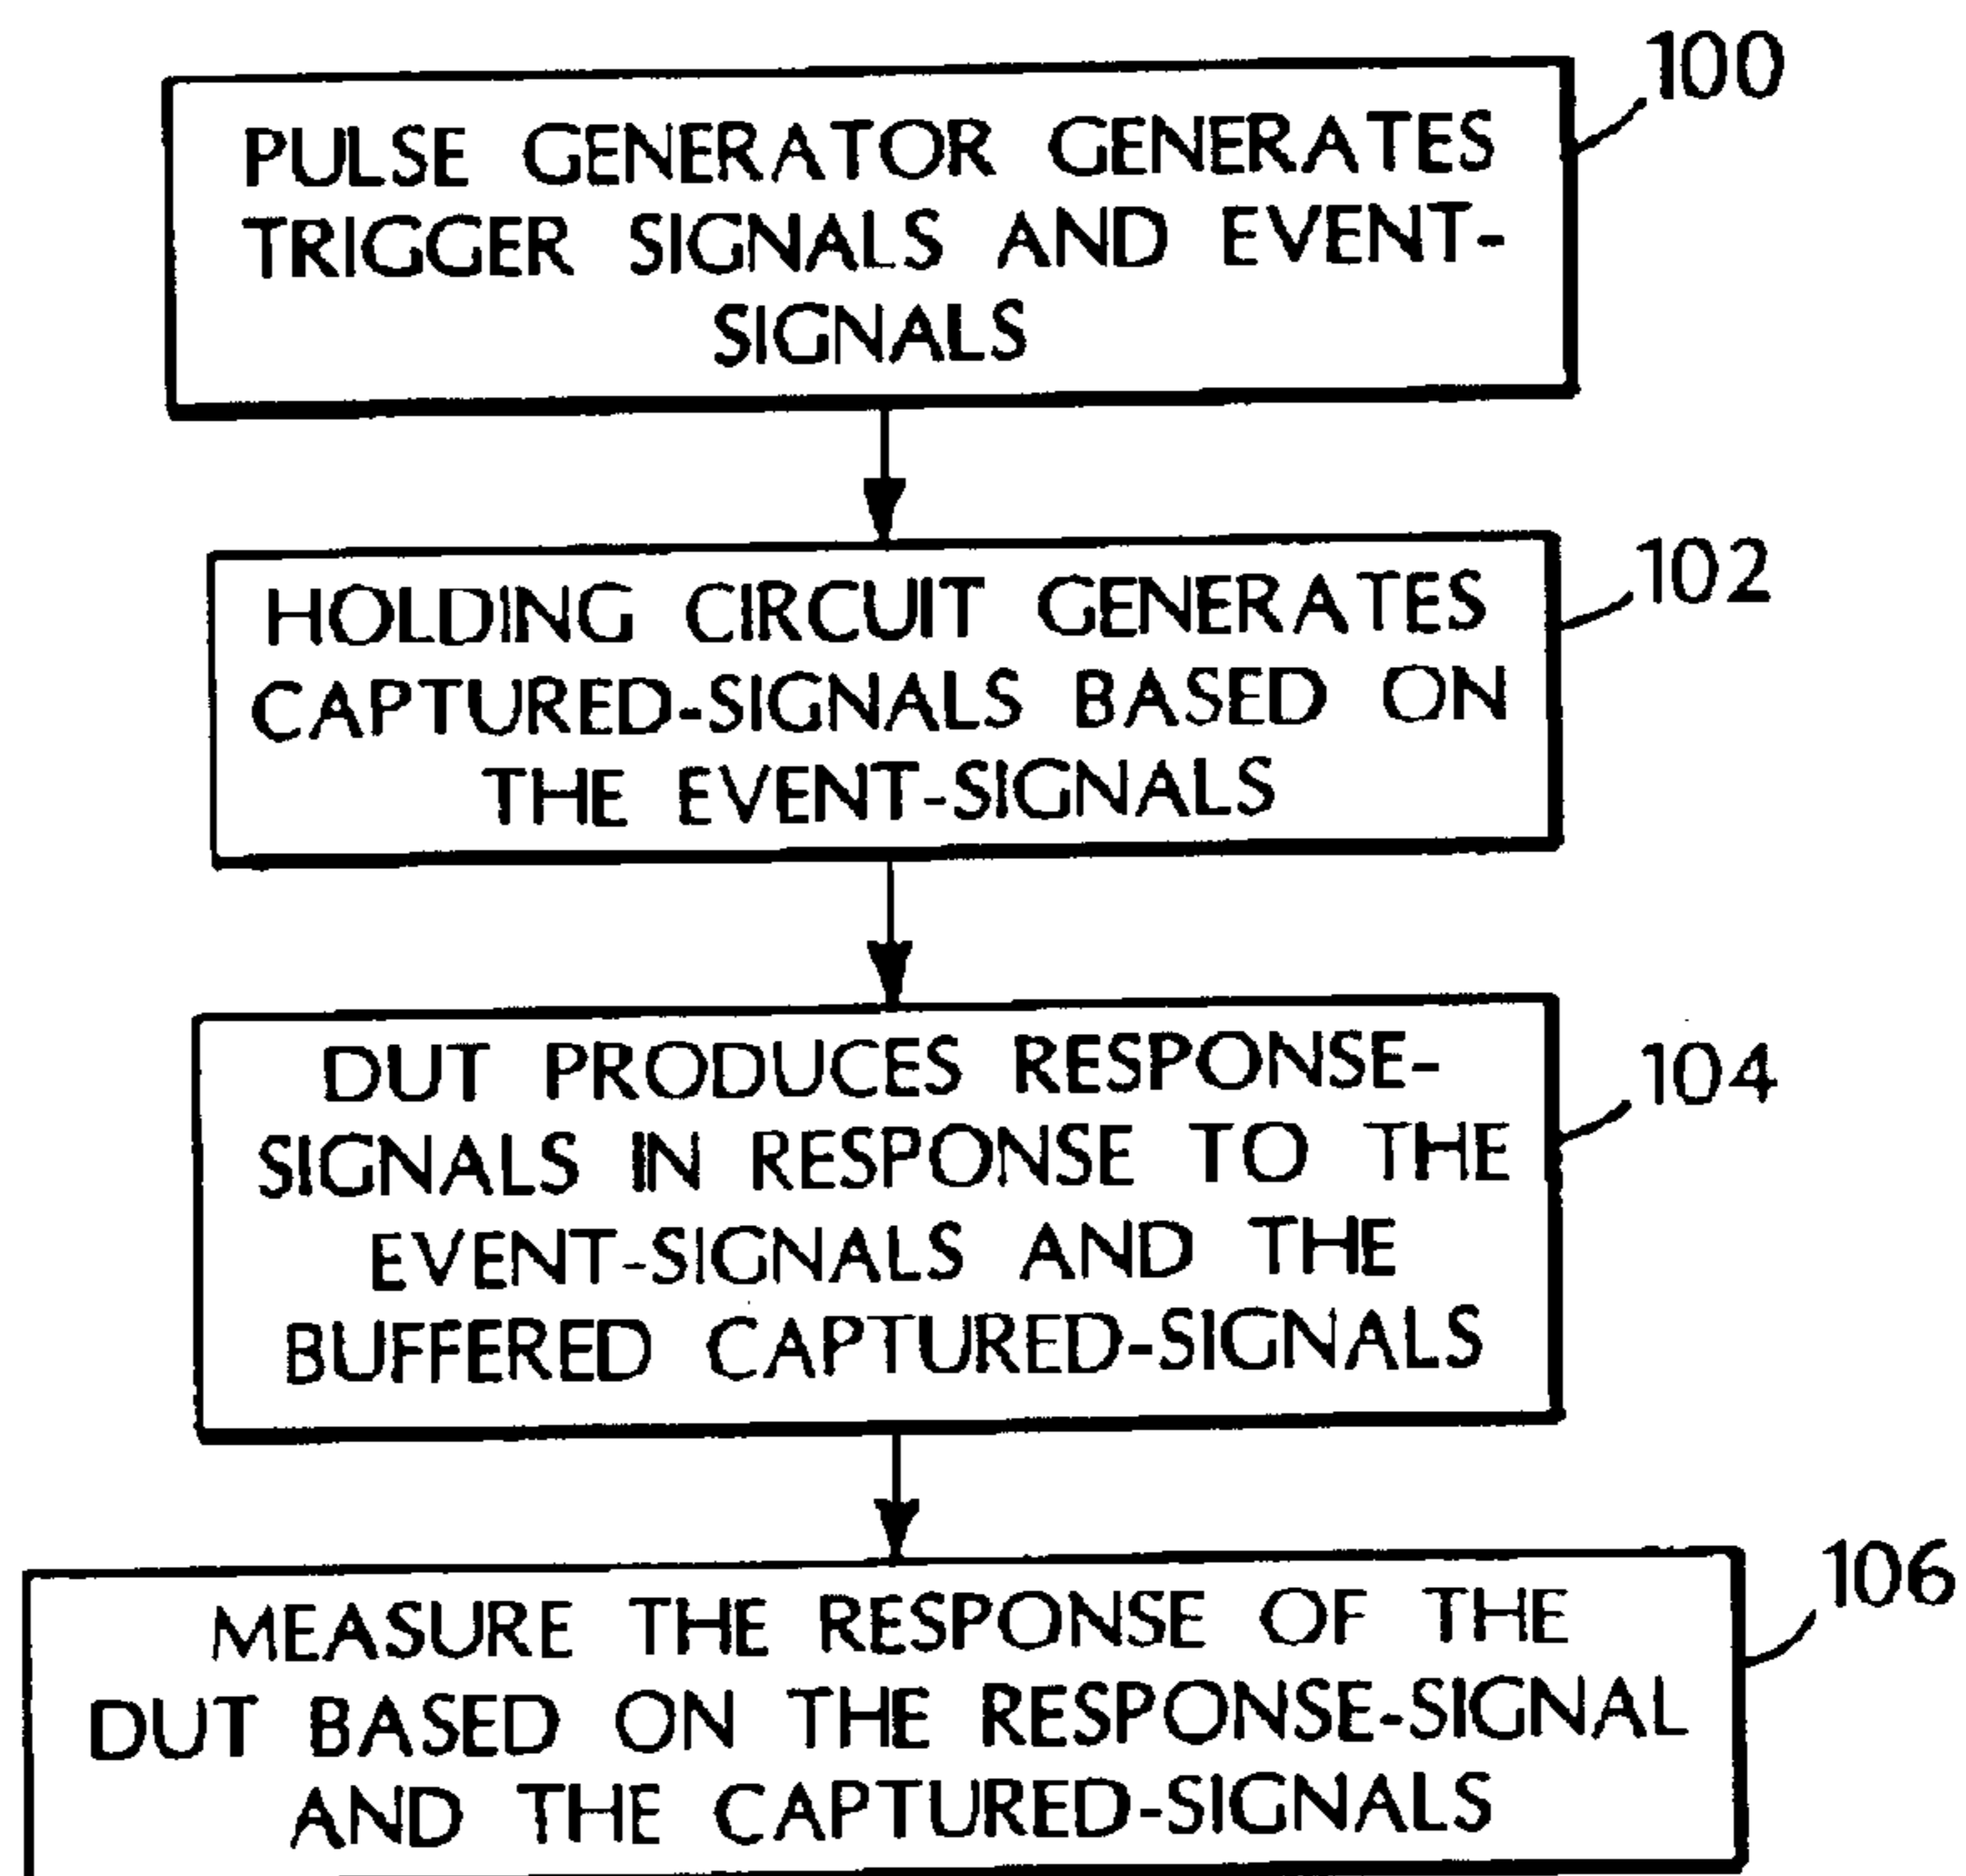 100
PULSE GENERATOR GENERATES
TRIGGER SIGNALS AND EVENT-
SIGNALS
102
HOLDING CIRCUIT GENERATES
CAPTURED-SIGNALS BASED ON
THE EVENT-SIGNALS
104
DUT PRODUCES RESPONSE-
SIGNALS IN RESPONSE TO THE
EVENT-SIGNALS AND THE
BUFFERED CAPTURED-SIGNALS
106
MEASURE THE RESPONSE OF THE
DUT BASED ON THE RESPONSE-SIGNAL
AND THE CAPTURED-SIGNALS